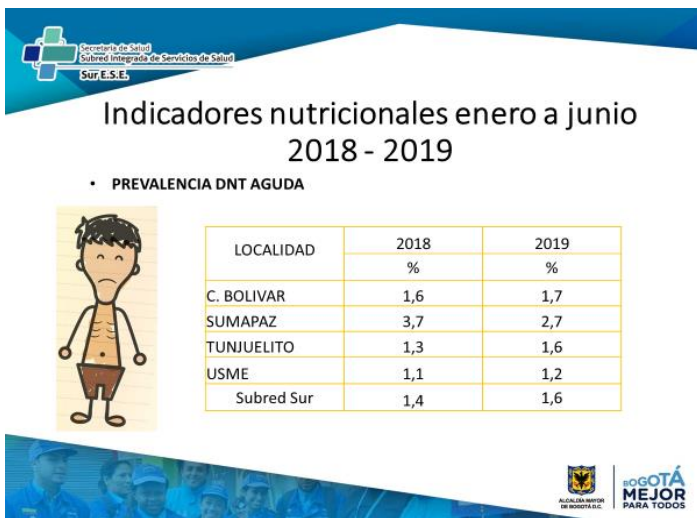 Secretaría de Salud
Subred Integrada de Servicios de Salud
Sur E.S.E.
Indicadores nutricionales enero a junio
2018 - 2019
• PREVALENCIA DNT AGUDA
LOCALIDAD 2018 2019
% %
C. BOLIVAR 1,6 1,7
SUMAPAZ 3,7 2,7
TUNJUELITO 1,3 1,6
USME 1,1 1,2
Subred Sur 1,4 1,6
ALCALDÍA MAYOR
DE BOGOTÁ D.C.
BOGOTÁ
MEJOR
PARA TODOS